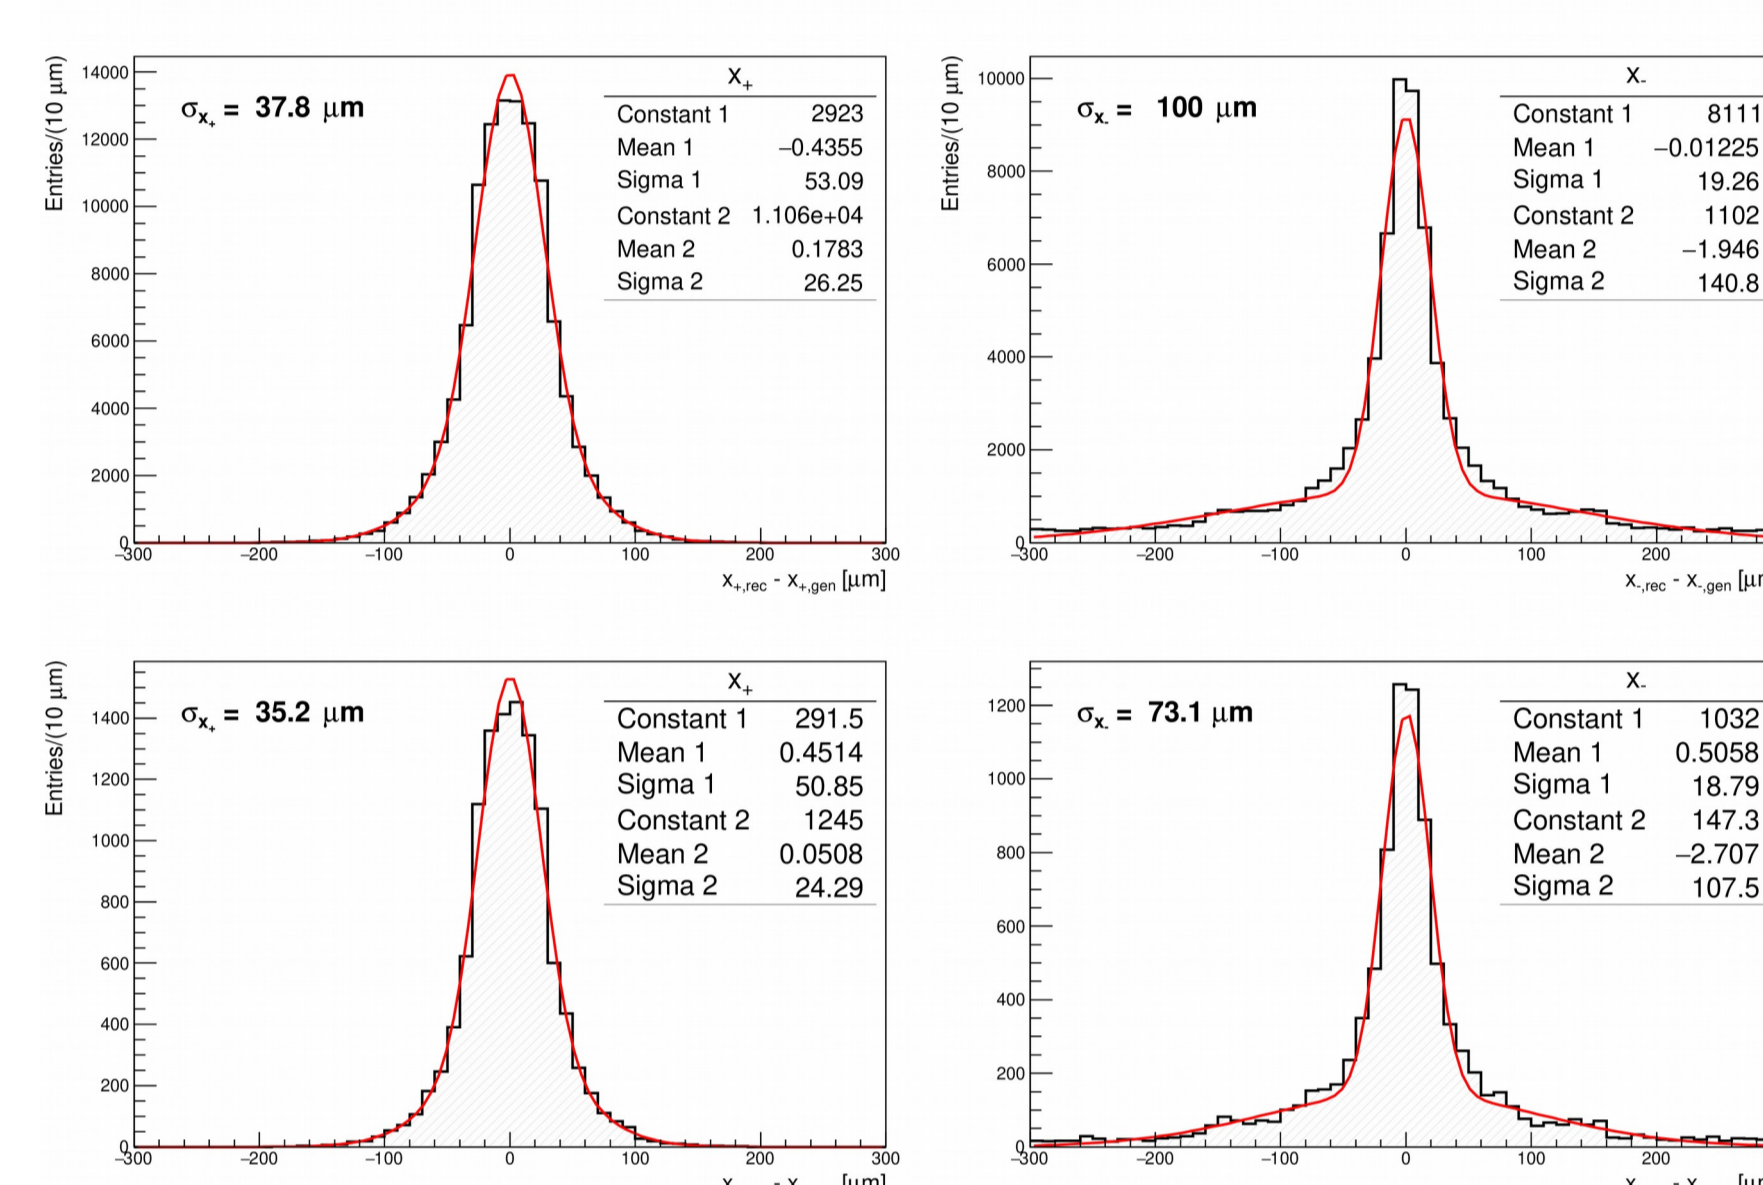 Entries/(10 μm)
14000
12000
10000
8000
6000
4000
2000
0
σx+ = 37.8 μm
x+
Constant 1 2923
Mean 1 −0.4355
Sigma 1 53.09
Constant 2 1.106e+04
Mean 2 0.1783
Sigma 2 26.25
−300 −200 −100 0 100 200 300
x+,rec - x+,gen [μm]
Entries/(10 μm)
10000
8000
6000
4000
2000
0
σx- = 100 μm
x-
Constant 1 8111
Mean 1 −0.01225
Sigma 1 19.26
Constant 2 1102
Mean 2 −1.946
Sigma 2 140.8
−300 −200 −100 0 100 200
x-,rec - x-,gen [μm
Entries/(10 μm)
1400
1200
1000
800
600
400
200
0
σx+ = 35.2 μm
x+
Constant 1 291.5
Mean 1 0.4514
Sigma 1 50.85
Constant 2 1245
Mean 2 0.0508
Sigma 2 24.29
−300 −200 −100 0 100 200 300
x - x [μm]
1200
1000
800
600
400
200
0
σx- = 73.1 μm
x-
Constant 1 1032
Mean 1 0.5058
Sigma 1 18.79
Constant 2 147.3
Mean 2 −2.707
Sigma 2 107.5
−300 −200 −100 0 100 200
x - x [μm